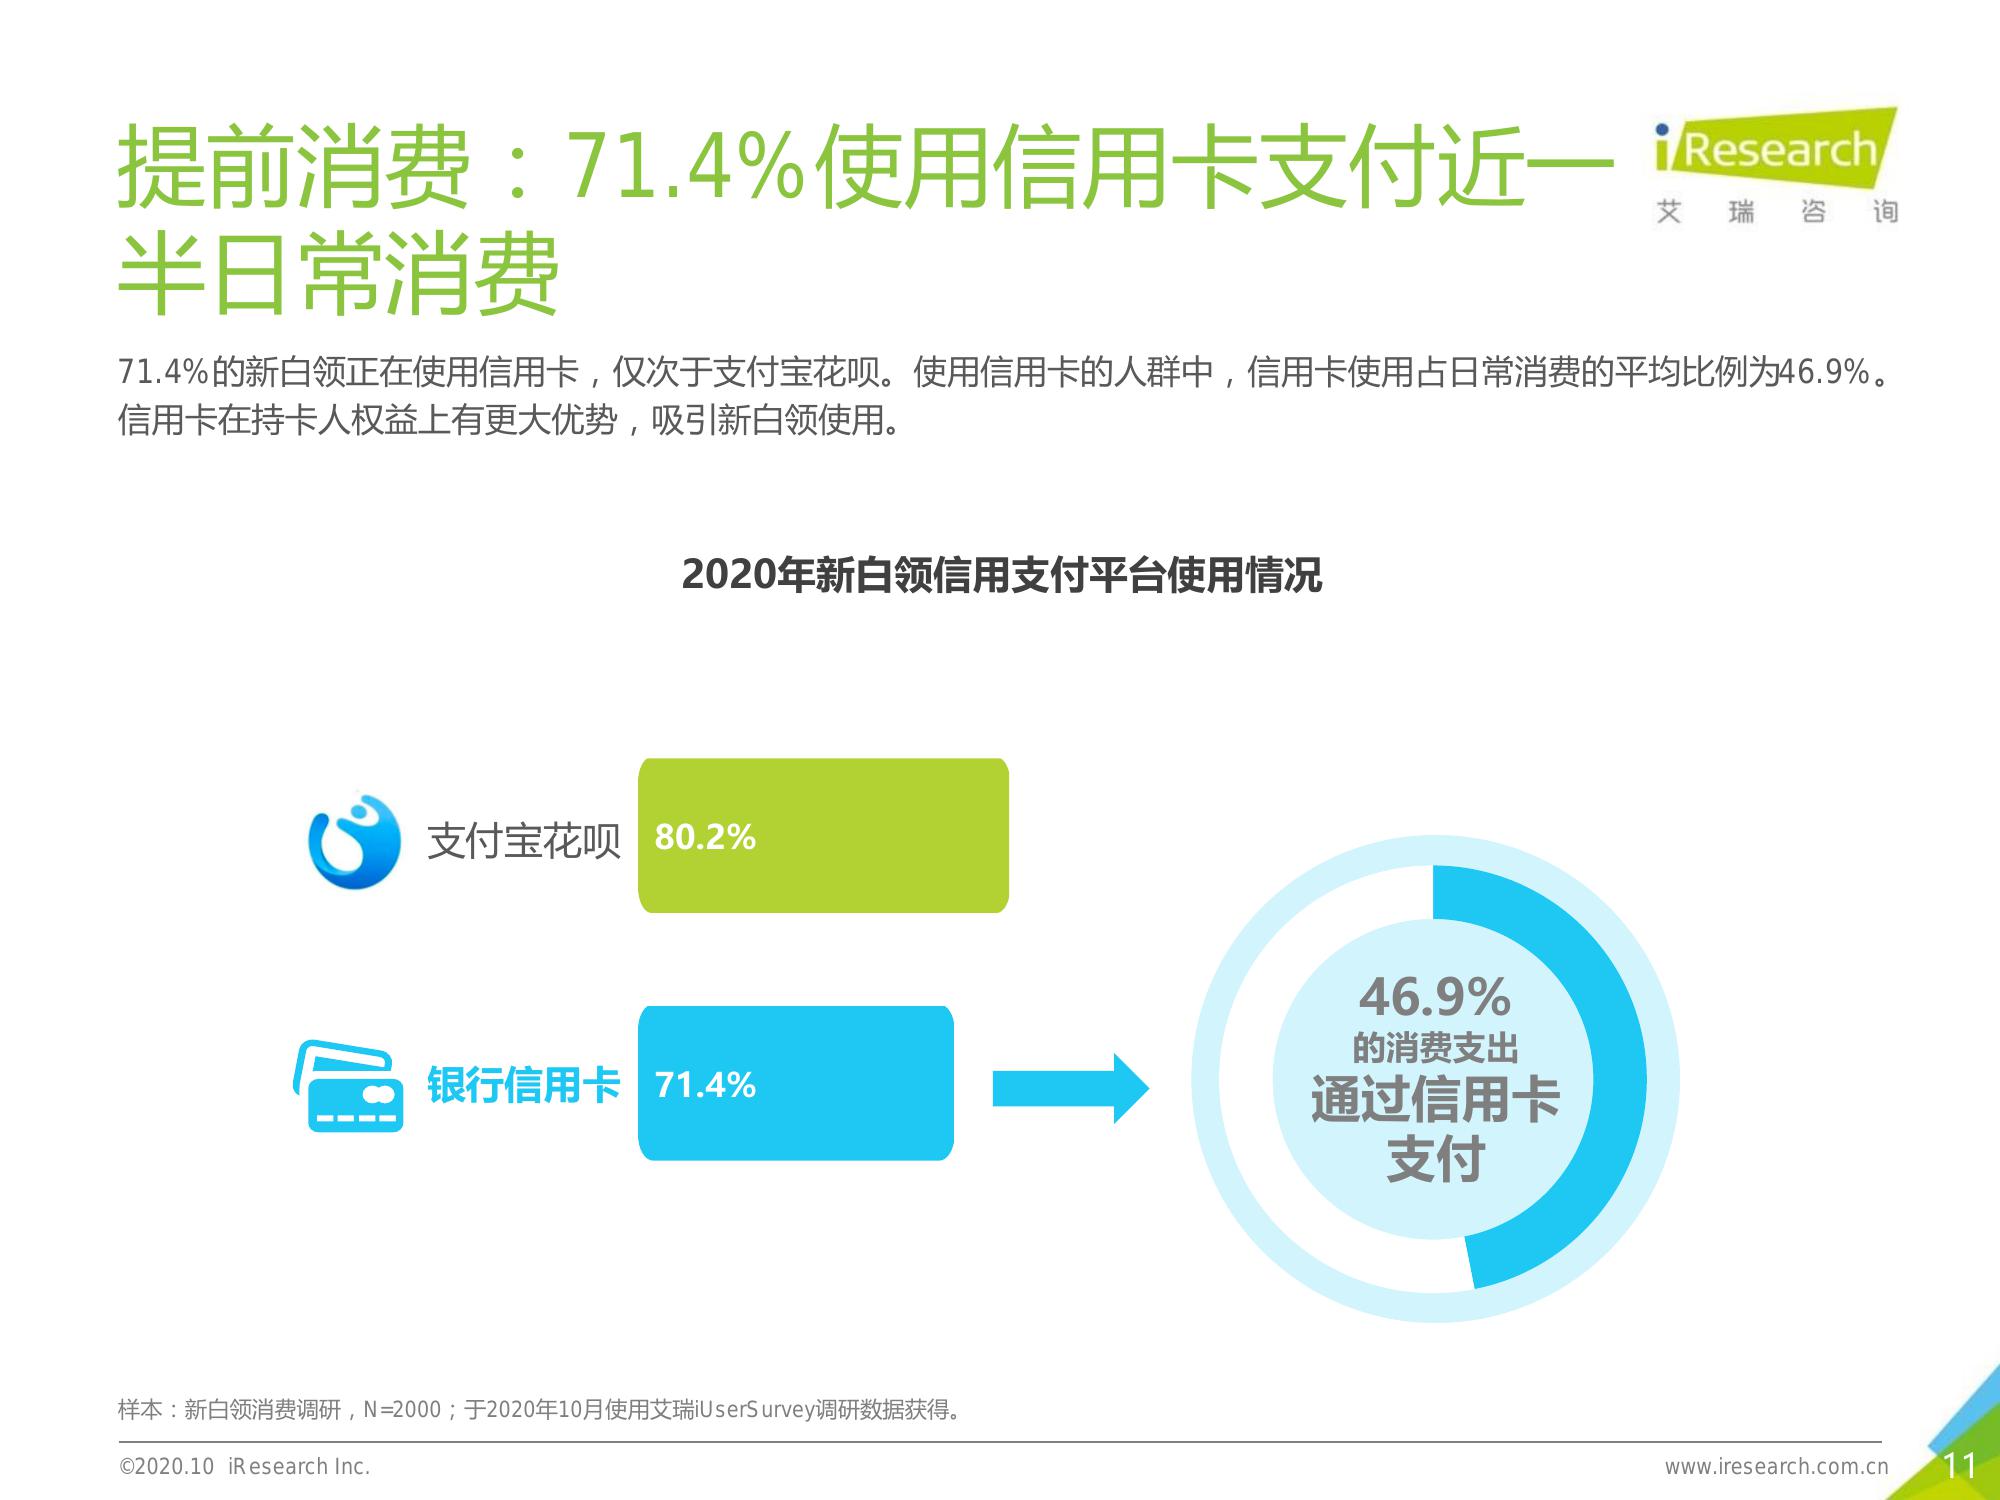 提前消费：71.4%使用信用卡支付近一
半日常消费
iResearch
艾瑞咨询
71.4%的新白领正在使用信用卡，仅次于支付宝花呗。使用信用卡的人群中，信用卡使用占日常消费的平均比例为46.9%。
信用卡在持卡人权益上有更大优势，吸引新白领使用。
2020年新白领信用支付平台使用情况
支付宝花呗
80.2%
银行信用卡
71.4%
46.9%
的消费支出
通过信用卡
支付
样本：新白领消费调研，N=2000；于2020年10月使用艾瑞iUserSurvey调研数据获得。
©2020.10 iResearch Inc.
www.iresearch.com.cn
11